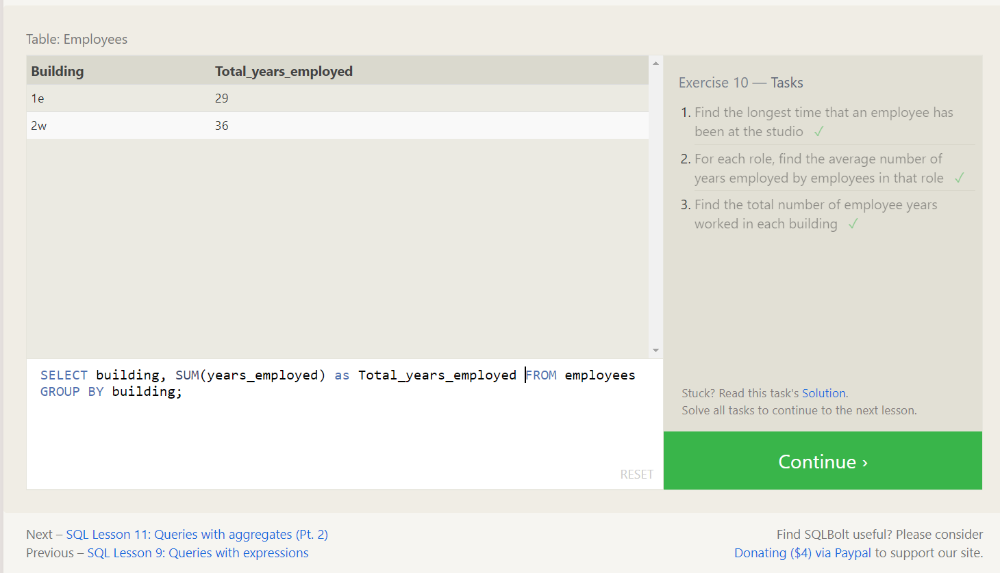 Table: Employees
Building Total_years_employed
1e 29
2w 36
SELECT building, SUM(years_employed) as Total_years_employed FROM employees
GROUP BY building;
RESET
Exercise 10 — Tasks
1. Find the longest time that an employee has
been at the studio ✓
2. For each role, find the average number of
years employed by employees in that role ✓
3. Find the total number of employee years
worked in each building ✓
Stuck? Read this task's Solution.
Solve all tasks to continue to the next lesson.
Continue ›
Next – SQL Lesson 11: Queries with aggregates (Pt. 2)
Previous – SQL Lesson 9: Queries with expressions
Find SQLBolt useful? Please consider
Donating ($4) via Paypal to support our site.